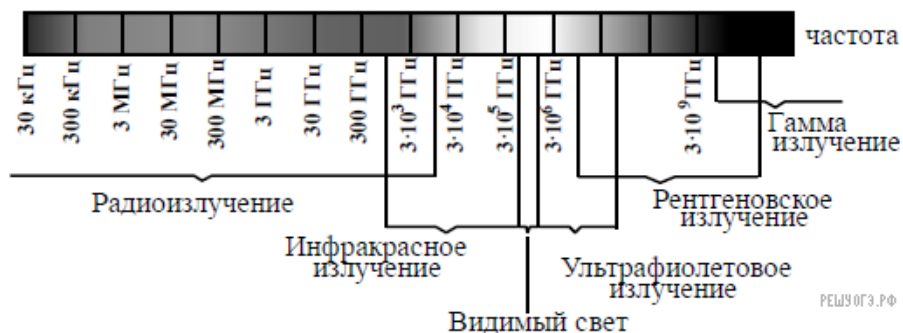 частота
30 кГц
300 кГц
3 МГц
30 МГц
300 МГц
3 ГГц
30 ГГц
300 ГГц
3·10³ ГГц
3·10⁴ ГГц
3·10⁵ ГГц
3·10⁶ ГГц
3·10⁹ ГГц
Гамма
излучение
Радиоизлучение
Рентгеновское
излучение
Инфракрасное
излучение
Ультрафиолетовое
излучение
Видимый свет
РЕШУОГЭ.РФ